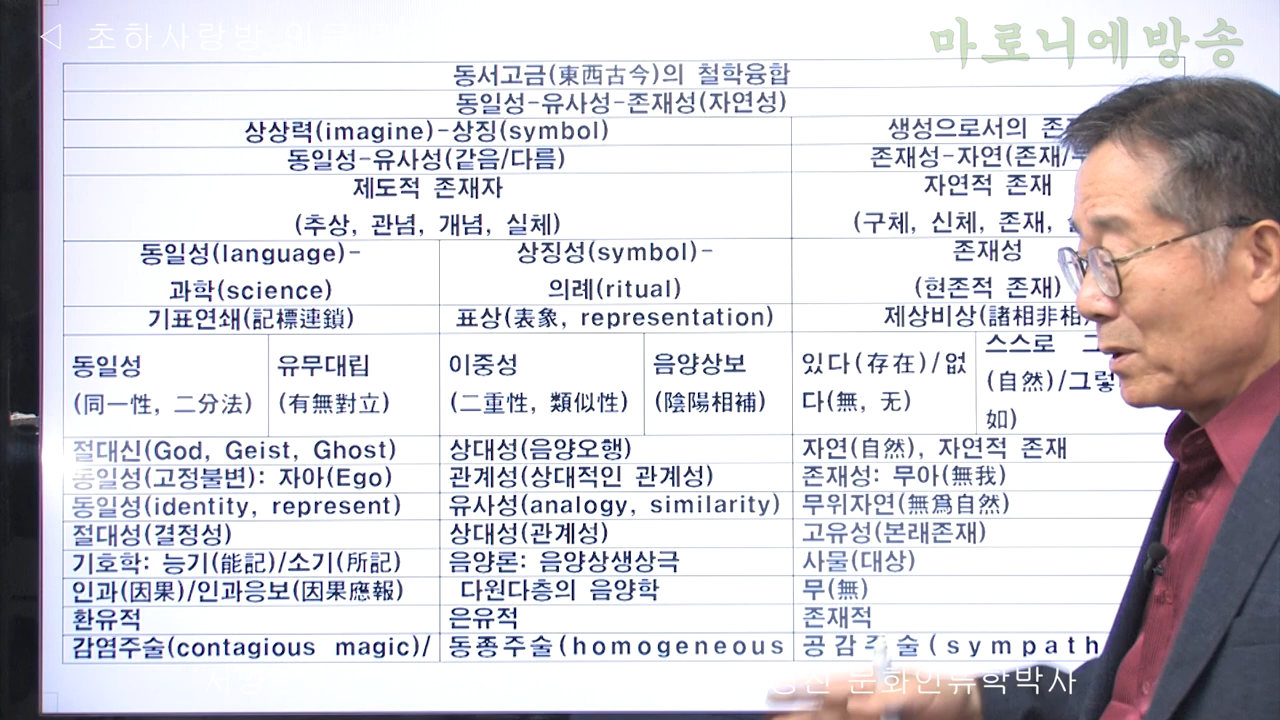 ◁ 초하사랑방
마로니에방송
동서고금(東西古今)의 철학융합
동일성-유사성-존재성(자연성)
상상력(imagine)-상징(symbol)
생성으로서의
동일성-유사성(같음/다름)
존재성-자연(존재/
제도적 존재자
(추상, 관념, 개념, 실체)
자연적 존재
(구체, 신체, 존재,
동일성(language)-
과학(science)
상징성(symbol)-
의례(ritual)
존재성
(현존적 존재)
기표연쇄(記標連鎖)
표상(表象, representation)
제상비상(諸相非相
동일성
(同一性, 二分法)
유무대립
(有無對立)
이중성
(二重性, 類似性)
음양상보
(陰陽相補)
있다(存在)/없
다(無, 无)
스스로 그
(自然)/그렇
如)
절대신(God, Geist, Ghost)
상대성(음양오행)
자연(自然), 자연적 존재
동일성(고정불변): 자아(Ego)
관계성(상대적인 관계성)
존재성: 무아(無我)
동일성(identity, represent)
유사성(analogy, similarity)
무위자연(無爲自然)
절대성(결정성)
상대성(관계성)
고유성(본래존재)
기호학: 능기(能記)/소기(所記)
음양론: 음양상생상극
사물(대상)
인과(因果)/인과응보(因果應報)
다원다층의 음양학
무(無)
환유적
은유적
존재적
감염주술(contagious magic)/
동종주술(homogeneous
공감주술(sympath
문화인류학박사